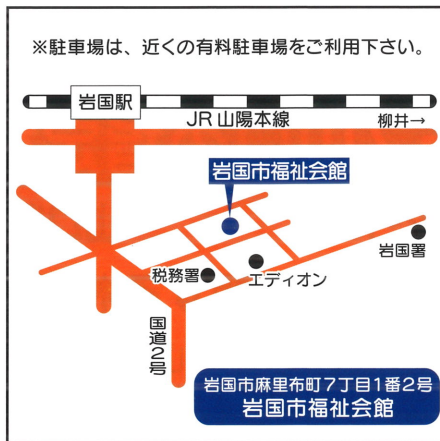 ※駐車場は、近くの有料駐車場をご利用下さい。
岩国駅
JR山陽本線
柳井→
岩国市福祉会館
岩国署
税務署
エディオン
国道2号
岩国市麻里布町7丁目1番2号
岩国市福祉会館